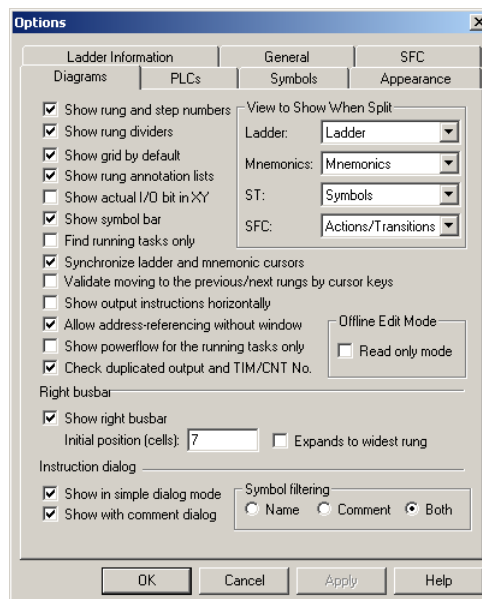 Options
Ladder Information General SFC
Diagrams PLCs Symbols Appearance
Show rung and step numbers
Show rung dividers
Show grid by default
Show rung annotation lists
Show actual I/O bit in XY
Show symbol bar
Find running tasks only
View to Show When Split
Ladder: Ladder
Mnemonics: Mnemonics
ST: Symbols
SFC: Actions/Transitions
Synchronize ladder and mnemonic cursors
Validate moving to the previous/next rungs by cursor keys
Show output instructions horizontally
Allow address-referencing without window
Show powerflow for the running tasks only
Check duplicated output and TIM/CNT No.
Offline Edit Mode
Read only mode
Right busbar
Show right busbar
Initial position (cells): 7 Expands to widest rung
Instruction dialog
Show in simple dialog mode
Show with comment dialog
Symbol filtering
Name Comment Both
OK Cancel Apply Help